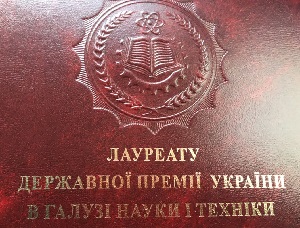 ЛАУРЕАТУ
ДЕРЖАВНОЇ ПРЕМІЇ УКРАЇНИ
В ГАЛУЗІ НАУКИ І ТЕХНІКИ